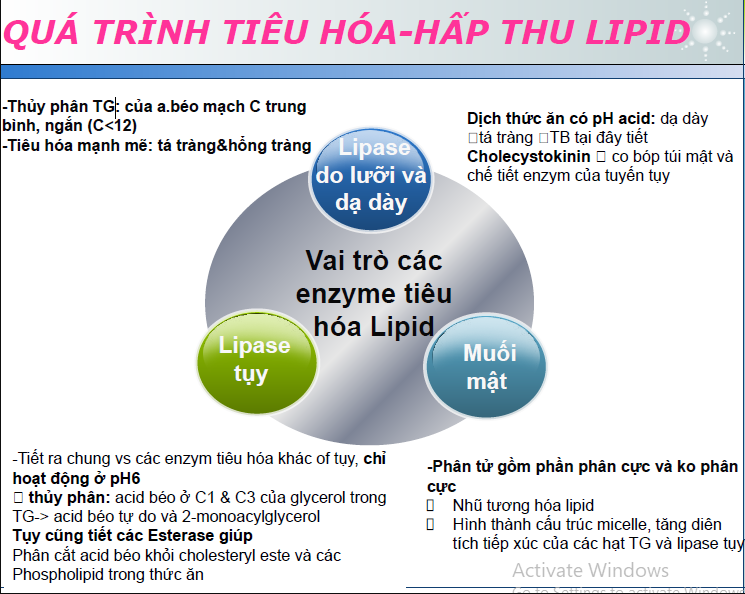 QUÁ TRÌNH TIÊU HÓA-HẤP THU LIPID
-Thủy phân TG: của a.béo mạch C trung
bình, ngắn (C<12)
-Tiêu hóa mạnh mẽ: tá tràng&hổng tràng
Dịch thức ăn có pH acid: dạ dày
tá tràng TB tại đây tiết
Cholecystokinin co bóp túi mật và
chế tiết enzym của tuyến tụy
Lipase
do lưỡi và
dạ dày
Vai trò các
enzyme tiêu
hóa Lipid
Lipase
tụy
Muối
mật
-Tiết ra chung vs các enzym tiêu hóa khác of tụy, chỉ
hoạt động ở pH6
thủy phân: acid béo ở C1 & C3 của glycerol trong
TG-> acid béo tự do và 2-monoacylglycerol
Tụy cũng tiết các Esterase giúp
Phân cắt acid béo khỏi cholesteryl este và các
Phospholipid trong thức ăn
-Phân tử gồm phần phân cực và ko phân
cực
Nhũ tương hóa lipid
Hình thành cấu trúc micelle, tăng diên
tích tiếp xúc của các hạt TG và lipase tụy
Activate Windows
Go to Settings to activate Windows